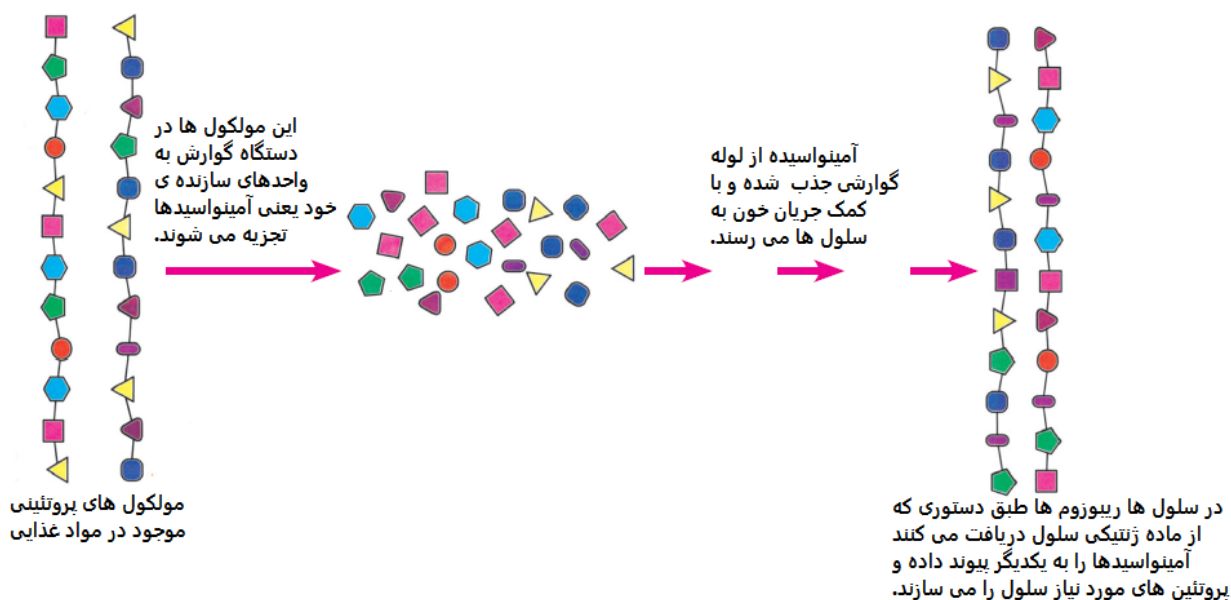 این مولکول ها در
دستگاه گوارش به
واحدهای سازنده ی
خود یعنی آمینواسیدها
تجزیه می شوند.
آمینواسیده از لوله
گوارشی جذب شده و با
کمک جریان خون به
سلول ها می رسند.
مولکول های پروتئینی
موجود در مواد غذایی
در سلول ها ریبوزوم ها طبق دستوری که
از ماده ژنتیکی سلول دریافت می کنند
آمینواسیدها را به یکدیگر پیوند داده و
پروتئین های مورد نیاز سلول را می سازند.